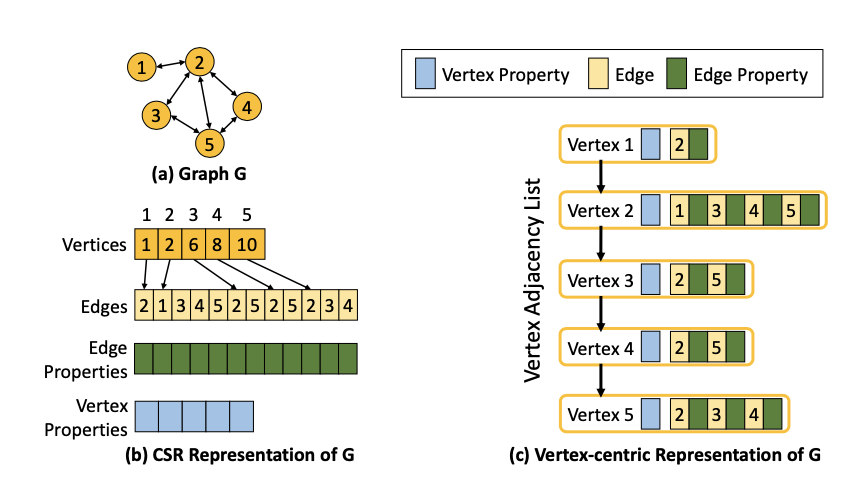 1
2
3
4
5
(a) Graph G
1 2 3 4 5
Vertices 1 2 6 8 10
Edges 2 1 3 4 5 2 5 2 5 2 3 4
Edge
Properties
Vertex
Properties
(b) CSR Representation of G
Vertex Property Edge Edge Property
Vertex Adjacency List
Vertex 1 2
Vertex 2 1 3 4 5
Vertex 3 2 5
Vertex 4 2 5
Vertex 5 2 3 4
(c) Vertex-centric Representation of G